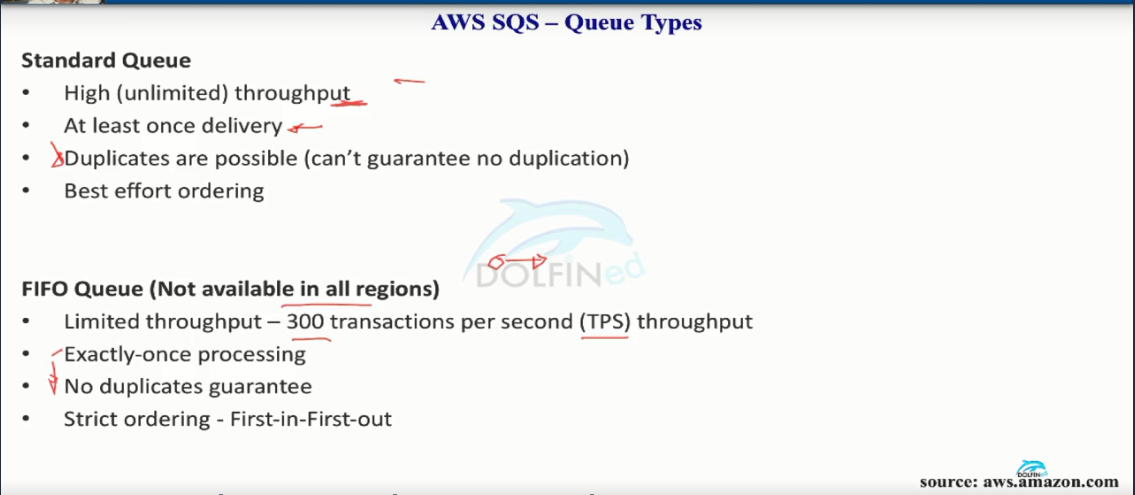 AWS SQS – Queue Types
Standard Queue
• High (unlimited) throughput
• At least once delivery
• Duplicates are possible (can’t guarantee no duplication)
• Best effort ordering
DOLFINed
FIFO Queue (Not available in all regions)
• Limited throughput – 300 transactions per second (TPS) throughput
• Exactly-once processing
• No duplicates guarantee
• Strict ordering - First-in-First-out
DOLFINed
source: aws.amazon.com